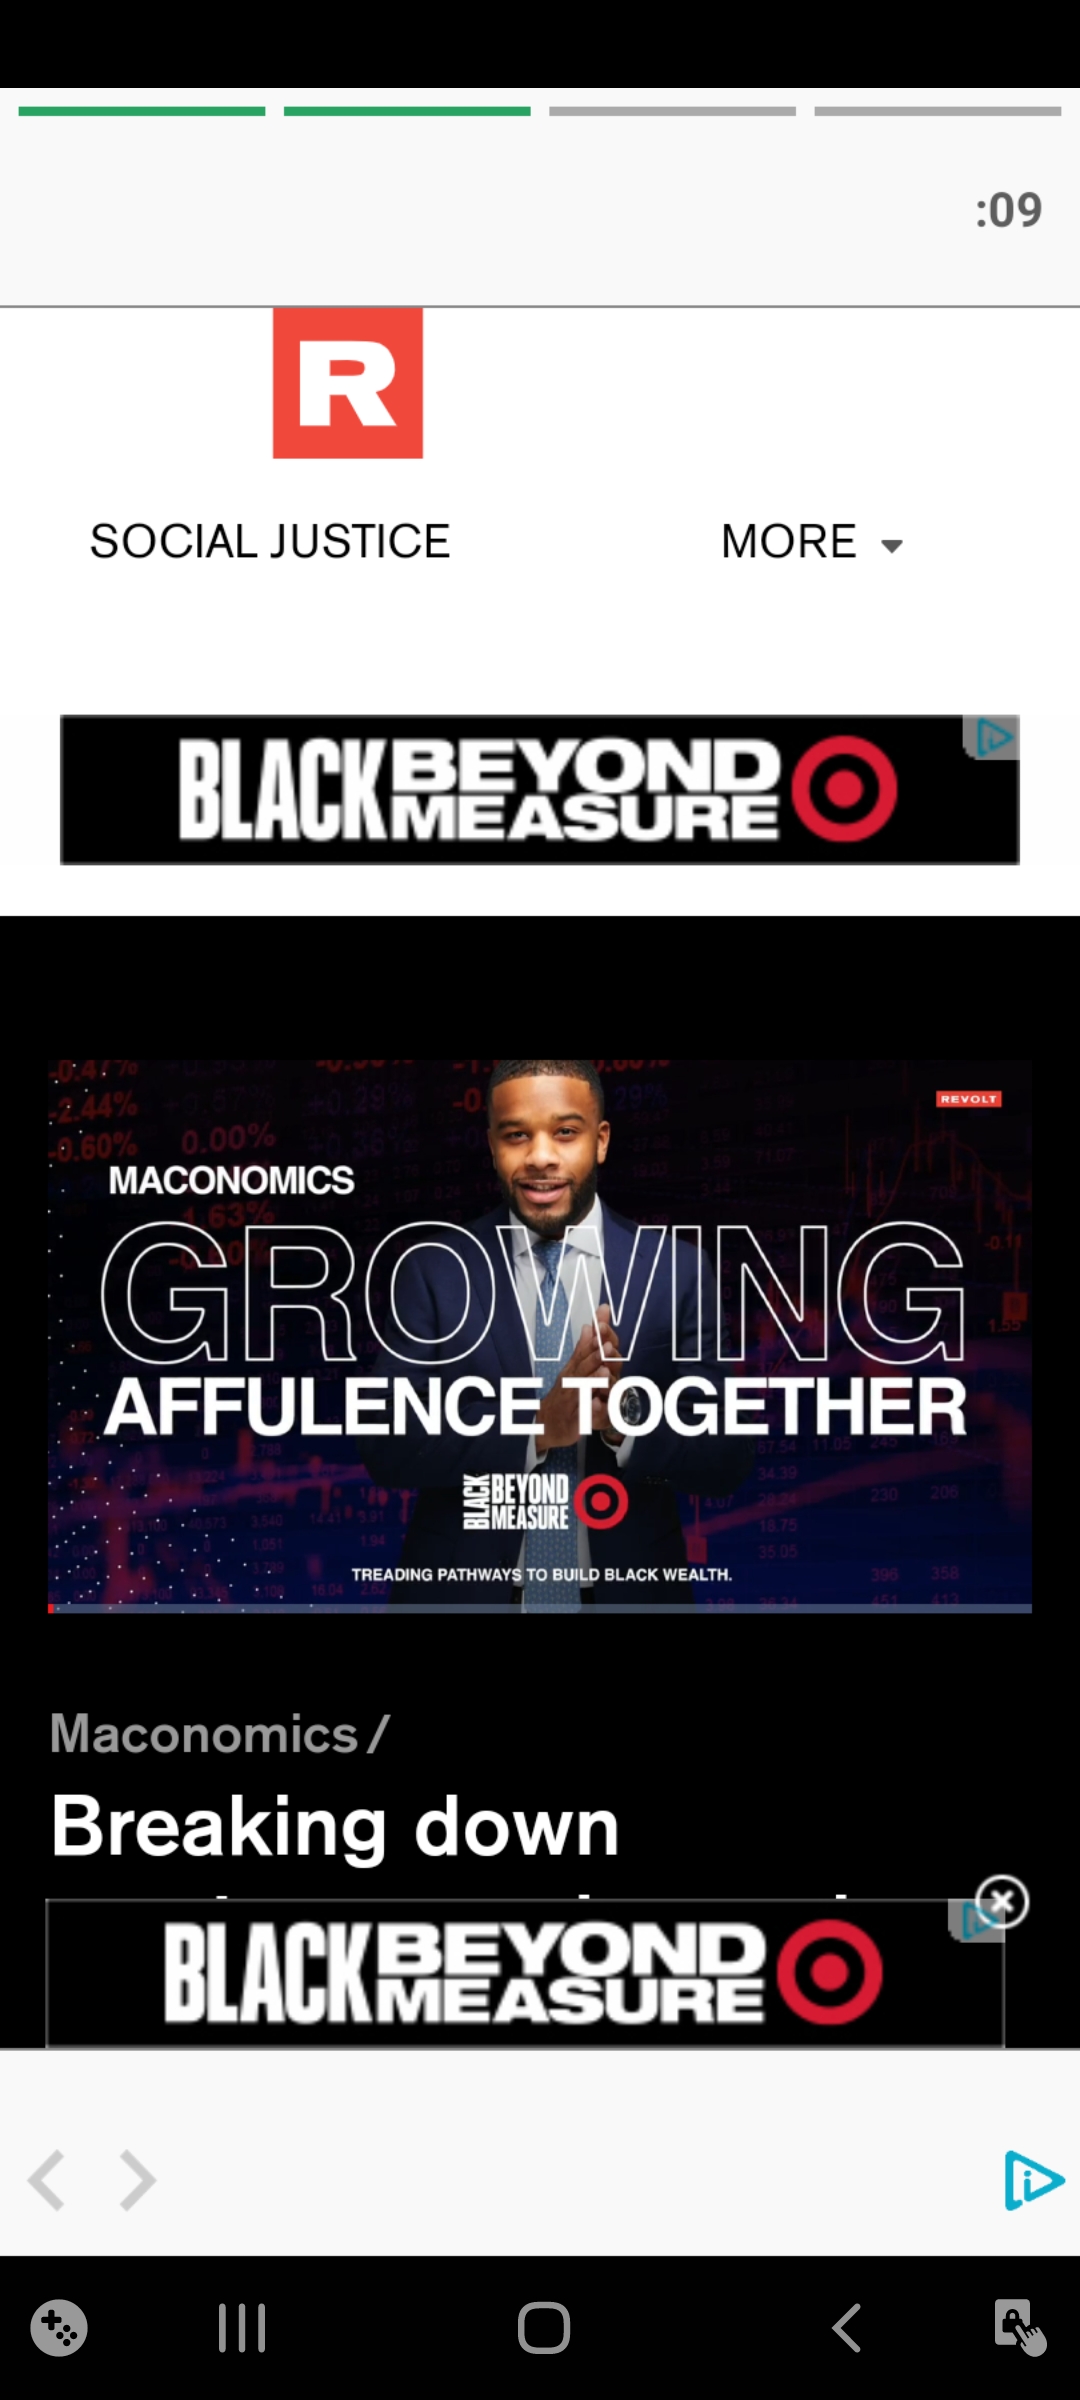 :09
R
SOCIAL JUSTICE
MORE
BLACK BEYOND MEASURE
REVOLT
MACONOMICS
GROWING
AFFULENCE TOGETHER
BLACK BEYOND MEASURE
TREADING PATHWAYS TO BUILD BLACK WEALTH.
Maconomics/
Breaking down
BLACK BEYOND MEASURE